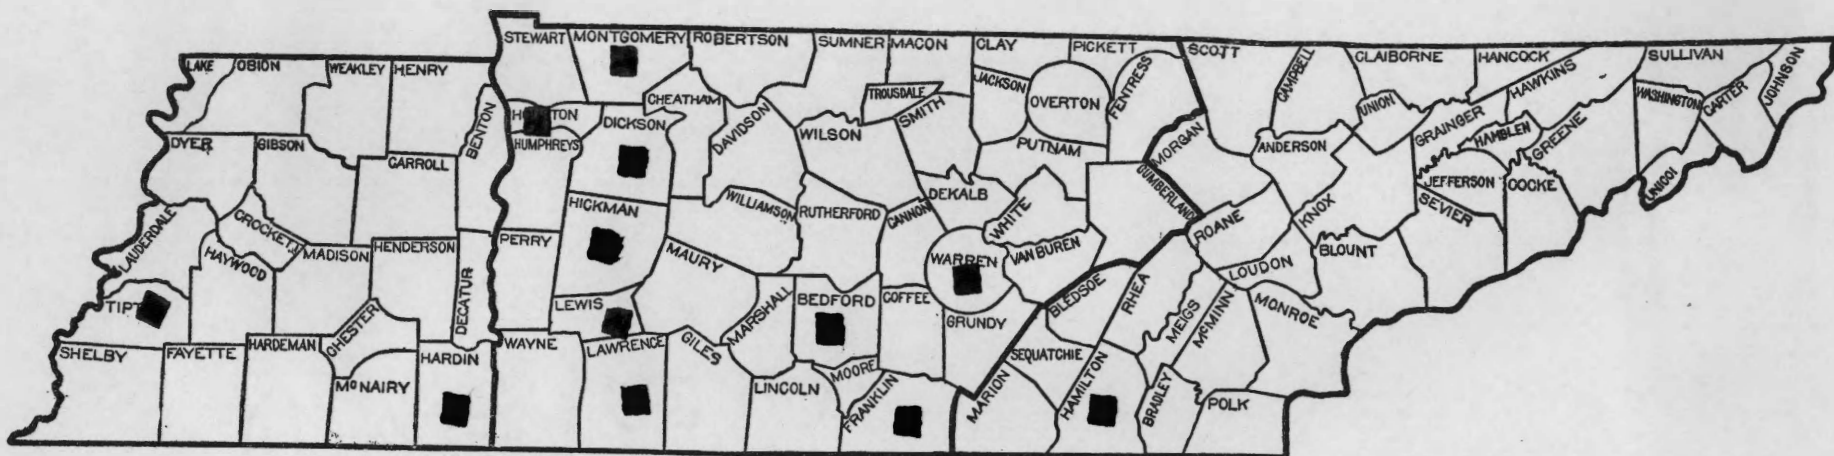 STEWART
MONTGOMERY
ROBERTSON
SUMNER
MACON
CLAY
PICKETT
SCOTT
CAMPBELL
CLAIBORNE
HANCOCK
HAWKINS
SULLIVAN
JOHNSON
LAKE
OBION
WEAKLEY
HENRY
BENTON
HUMPHREYS
DICKSON
CHEATHAM
DAVIDSON
TROUSDALE
SMITH
WILSON
JACKSON
OVERTON
FENTRESS
PUTNAM
MORGAN
ANDERSON
UNION
GRAINGER
HAMBLEN
GREENE
WASHINGTON
CARTER
UNICOI
DYER
GIBSON
CARROLL
HICKMAN
WILLIAMSON
RUTHERFORD
CANNON
DEKALB
WHITE
CUMBERLAND
ROANE
KNOX
JEFFERSON
COCKE
SEVIER
LAUDERDALE
CROCKETT
HAYWOOD
MADISON
HENDERSON
DECATUR
PERRY
MAURY
WARREN
VAN BUREN
BLEDSOE
RHEA
LOUDON
BLOUNT
TIPT
LEWIS
MARSHALL
BEDFORD
COFFEE
GRUNDY
MEIGS
McMINN
MONROE
SHELBY
FAYETTE
HARDEMAN
CHESTER
McNAIRY
HARDIN
WAYNE
LAWRENCE
GILES
LINCOLN
MOORE
FRANKLIN
MARION
SEQUATCHIE
HAMILTON
BRADLEY
POLK